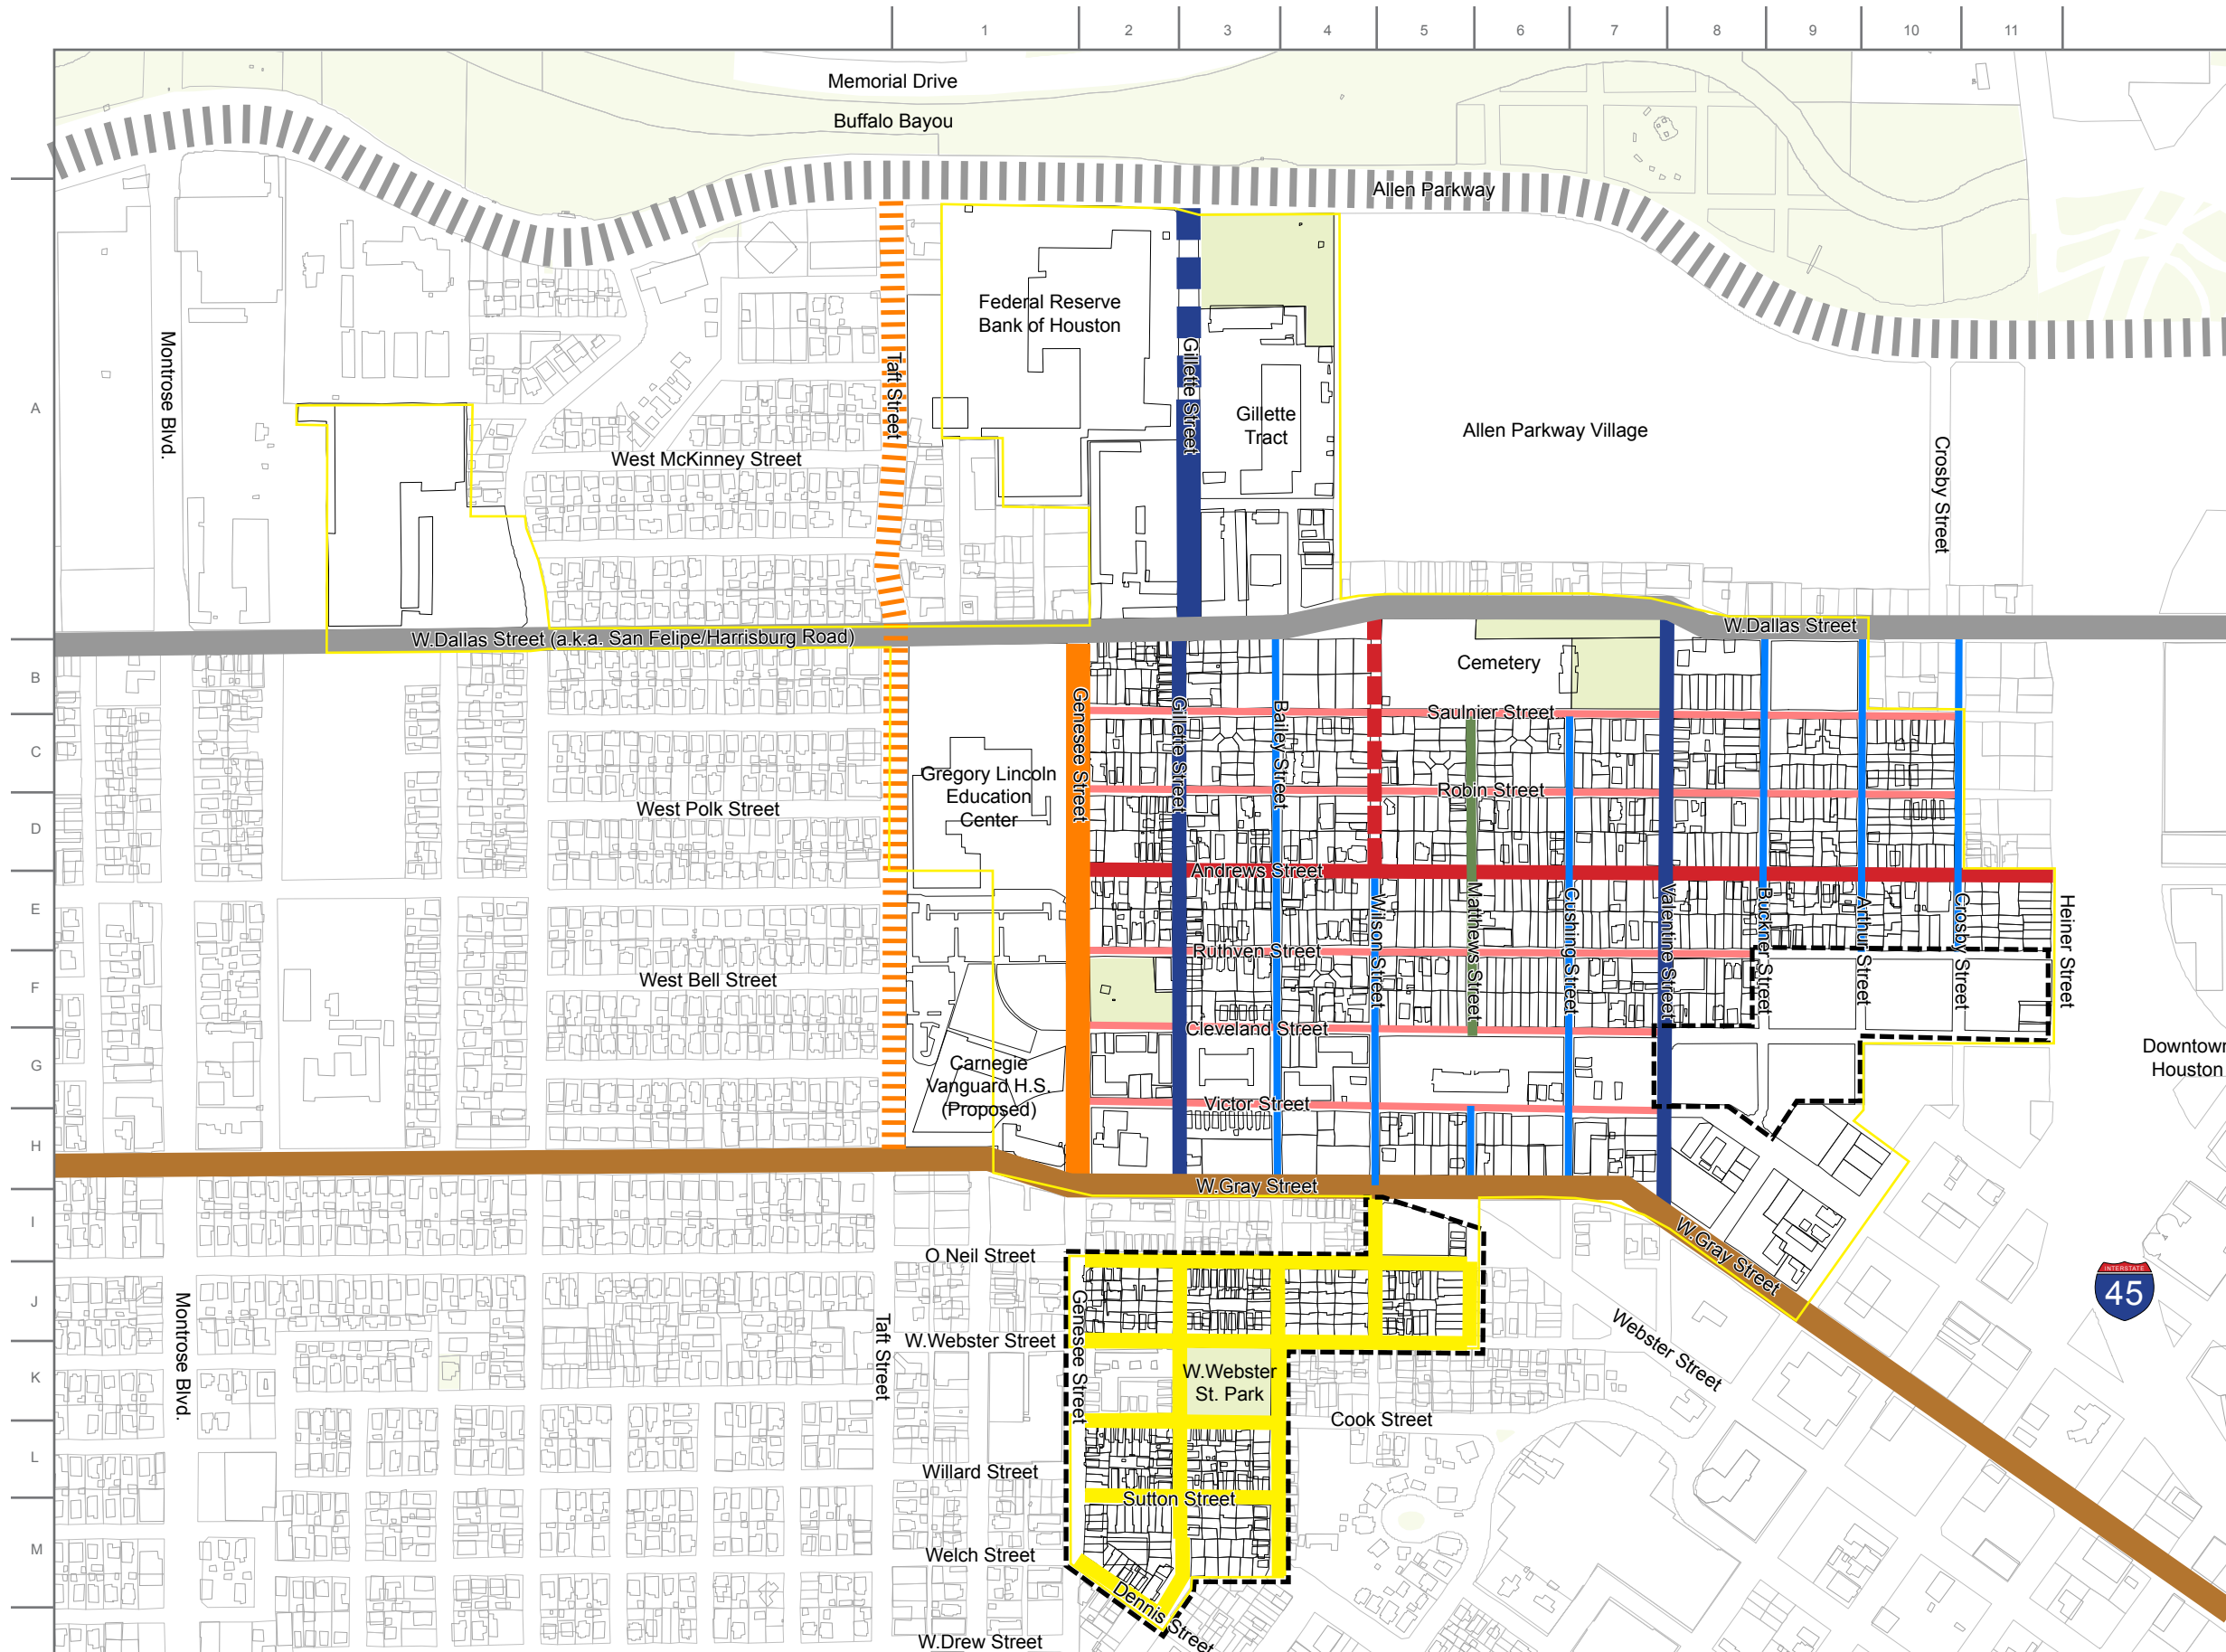 1 2 3 4 5 6 7 8 9 10 11
Memorial Drive
Buffalo Bayou
Allen Parkway
Federal Reserve
Bank of Houston
Montrose Blvd.
Taft Street
Gillette Street
A
Gillette
Tract
Allen Parkway Village
West McKinney Street
Crosby Street
W.Dallas Street (a.k.a. San Felipe/Harrisburg Road)
W.Dallas Street
B
Cemetery
Genesee Street
Gillette Street
Bailey Street
Saulnier Street
C
Gregory Lincoln
Education
Center
Robin Street
West Polk Street
D
Andrews Street
E
Wilson Street
Matthews Street
Cushing Street
Valentine Street
Buckner Street
Arthur Street
Crosby Street
Heiner Street
Ruthven Street
West Bell Street
F
Cleveland Street
G
Carnegie
Vanguard H.S.
(Proposed)
Downtown
Houston
Victor Street
H
W.Gray Street
I
W.Gray Street
O Neil Street
J
Montrose Blvd.
Taft Street
Genesee Street
INTERSTATE
45
W.Webster Street
Webster Street
K
W.Webster
St. Park
Cook Street
L
Willard Street
Sutton Street
M
Welch Street
Dennis Street
W.Drew Street